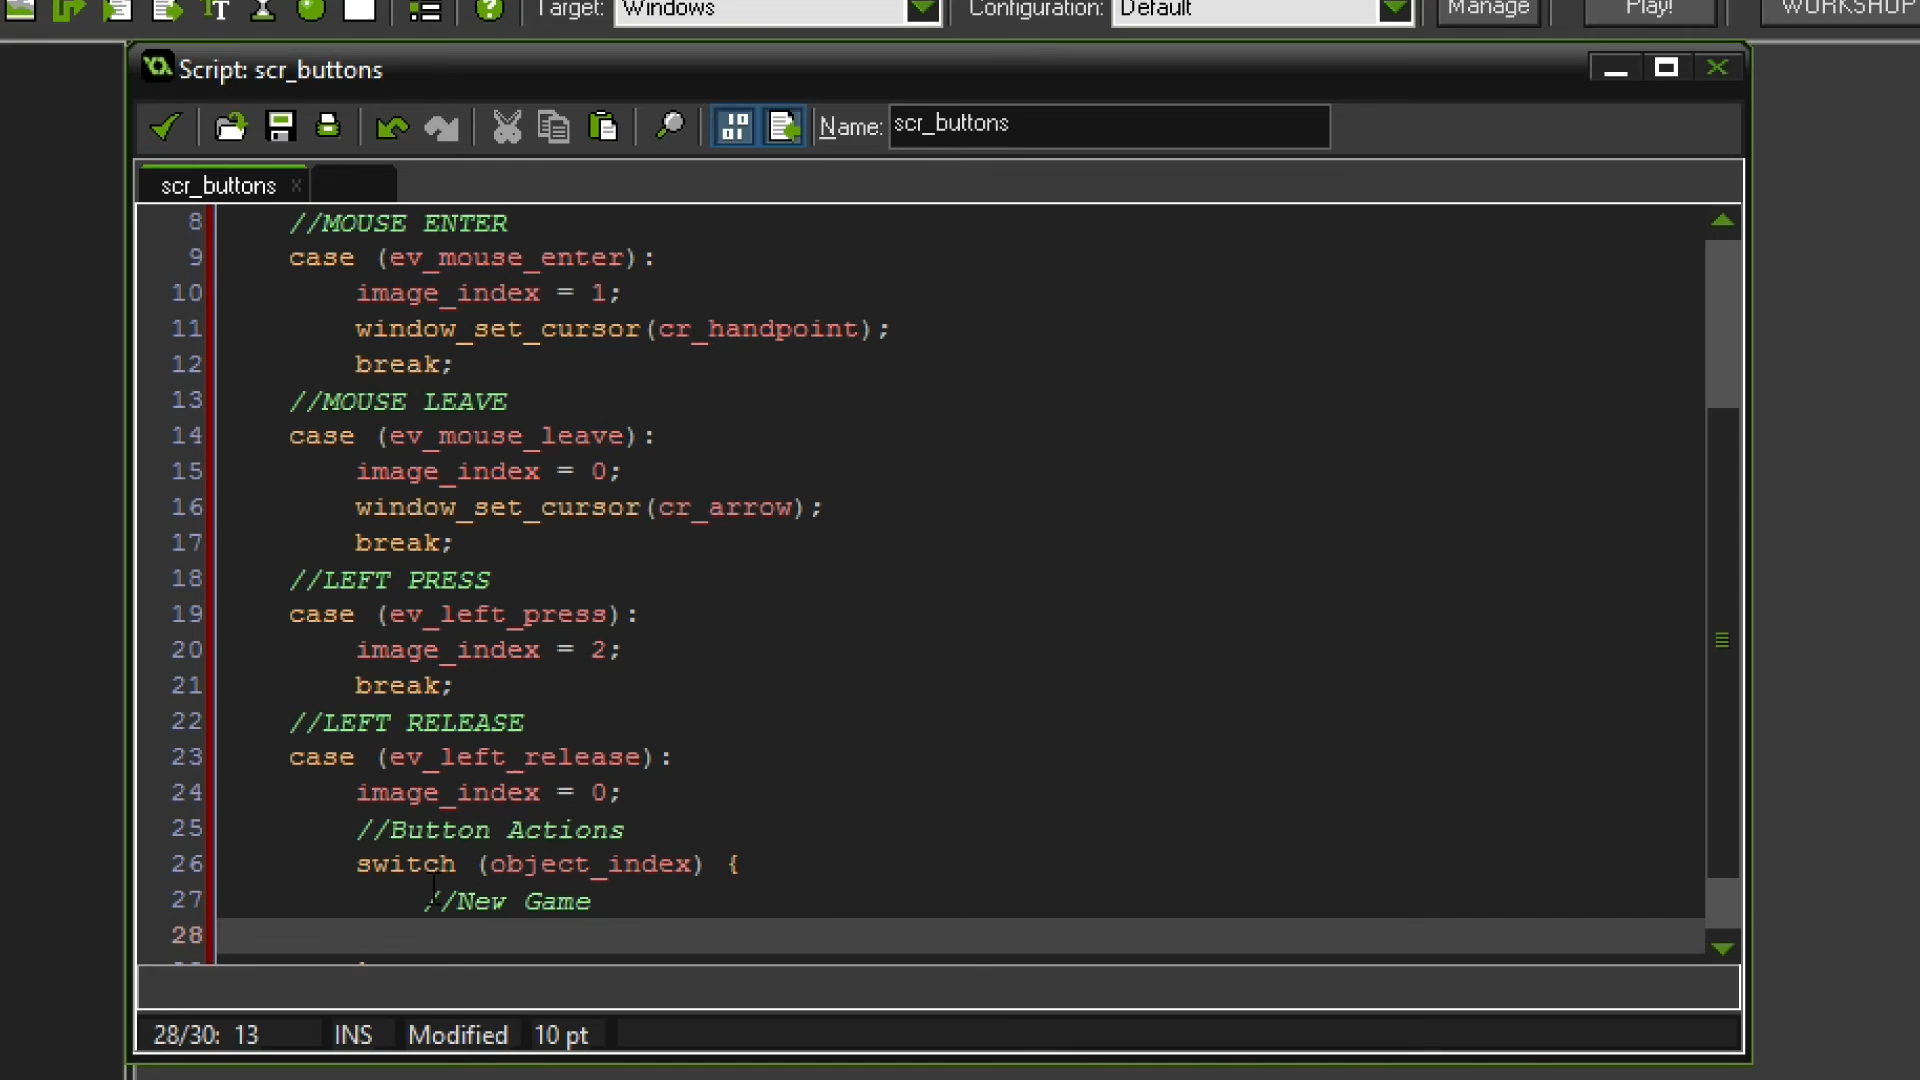 Target: Windows Configuration: Default Manage Play! WORKSHOP
Script: scr_buttons
Name: scr_buttons
scr_buttons x
8 //MOUSE ENTER
9 case (ev_mouse_enter):
10 image_index = 1;
11 window_set_cursor(cr_handpoint);
12 break;
13 //MOUSE LEAVE
14 case (ev_mouse_leave):
15 image_index = 0;
16 window_set_cursor(cr_arrow);
17 break;
18 //LEFT PRESS
19 case (ev_left_press):
20 image_index = 2;
21 break;
22 //LEFT RELEASE
23 case (ev_left_release):
24 image_index = 0;
25 //Button Actions
26 switch (object_index) {
27 //New Game
28
28/30: 13 INS Modified 10 pt